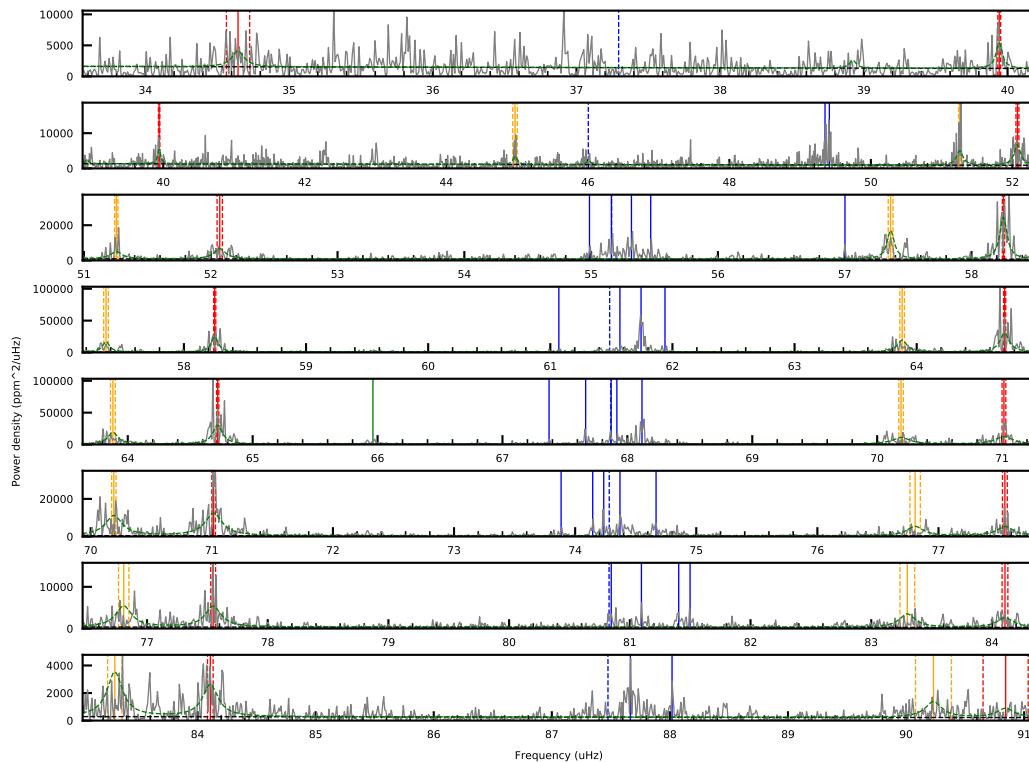 10000
5000
0
34 35 36 37 38 39 40
10000
0
40 42 44 46 48 50 52
20000
0
51 52 53 54 55 56 57 58
100000
50000
0
58 59 60 61 62 63 64
100000
50000
0
64 65 66 67 68 69 70 71
20000
0
70 71 72 73 74 75 76 77
10000
0
77 78 79 80 81 82 83 84
4000
2000
0
84 85 86 87 88 89 90 91
Power density (ppm^2/uHz)
Frequency (uHz)